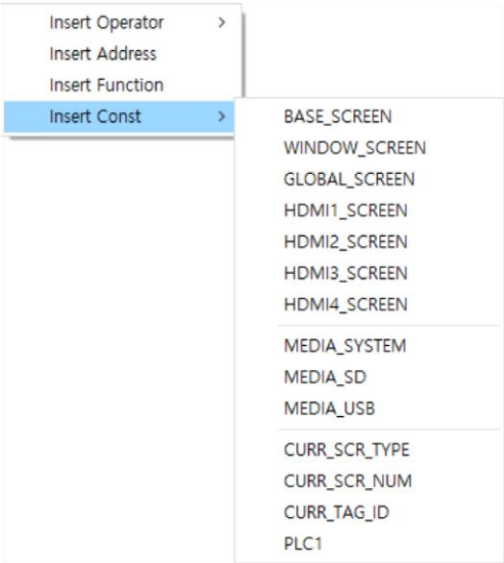 Insert Operator >
Insert Address
Insert Function
Insert Const >
BASE_SCREEN
WINDOW_SCREEN
GLOBAL_SCREEN
HDMI1_SCREEN
HDMI2_SCREEN
HDMI3_SCREEN
HDMI4_SCREEN
MEDIA_SYSTEM
MEDIA_SD
MEDIA_USB
CURR_SCR_TYPE
CURR_SCR_NUM
CURR_TAG_ID
PLC1